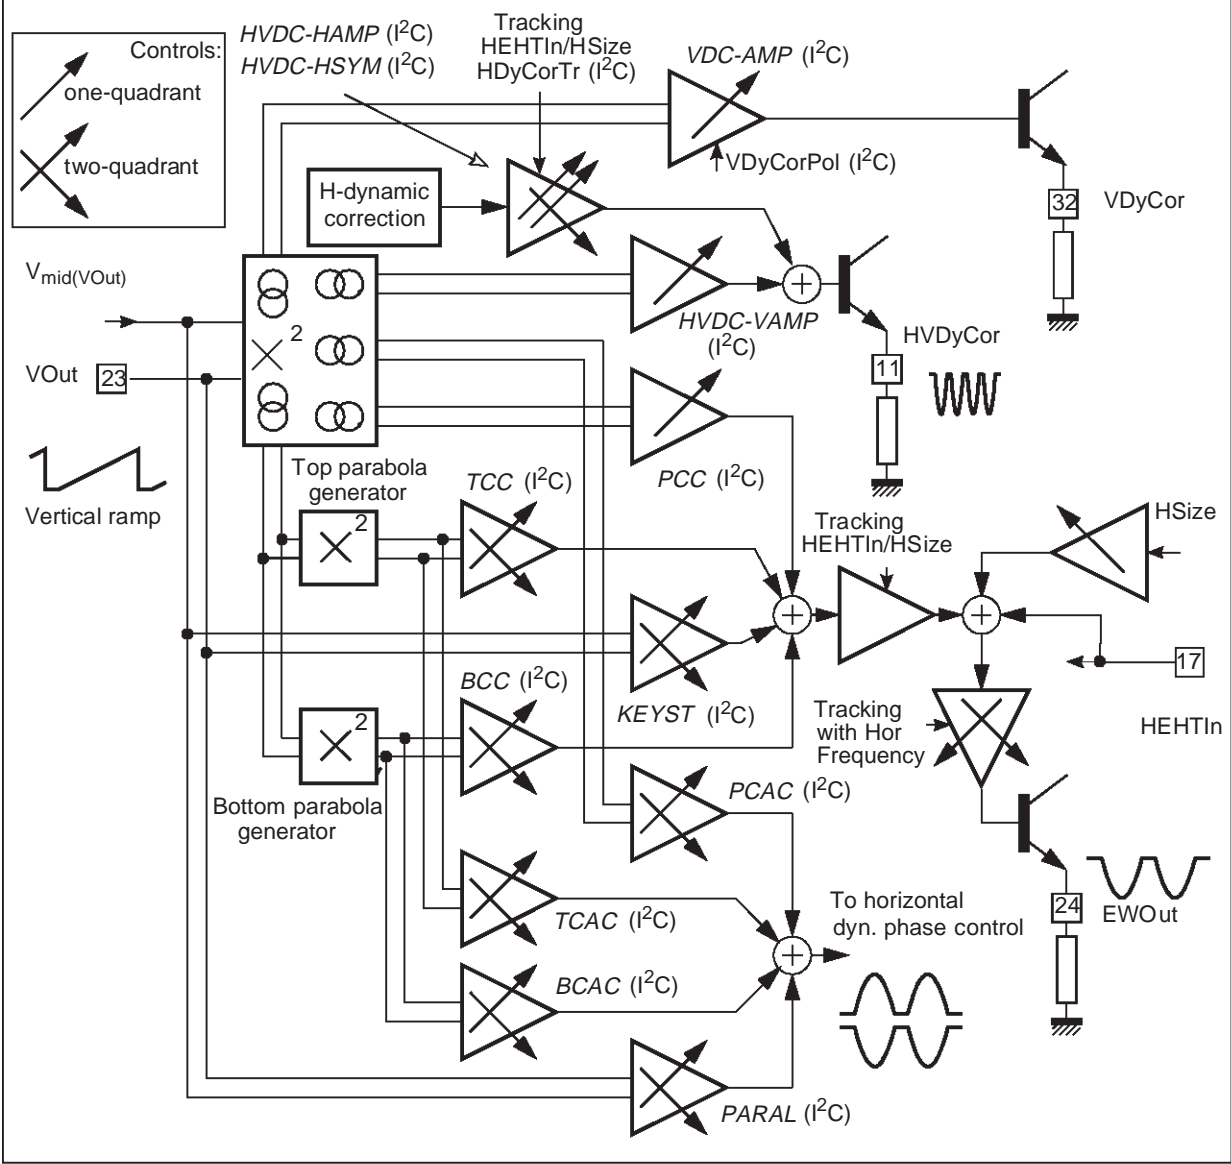 Controls:
one-quadrant
two-quadrant
HVDC-HAMP (I²C)
HVDC-HSYM (I²C)
Tracking
HEHTIn/HSize
HDyCorTr (I²C)
VDC-AMP (I²C)
VDyCorPol (I²C)
32
VDyCor
H-dynamic
correction
Vmid(VOut)
2
VOut 23
Vertical ramp
HVDC-VAMP
(I²C)
HVDyCor
11
Top parabola
generator
2
TCC (I²C)
PCC (I²C)
Tracking
HEHTIn/HSize
HSize
17
HEHTIn
BCC (I²C)
KEYST (I²C)
2
Bottom parabola
generator
Tracking
with Hor
Frequency
PCAC (I²C)
24
EWOut
TCAC (I²C)
To horizontal
dyn. phase control
BCAC (I²C)
PARAL (I²C)